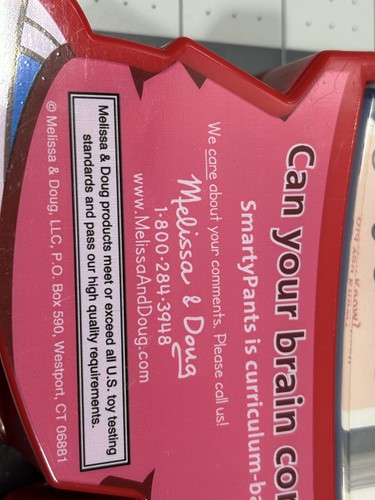 Can your brain co
SmartyPants is curriculum-ba
We care about your comments. Please call us!
Melissa & Doug
1·800·284·3948
www.MelissaAndDoug.com
Melissa & Doug products meet or exceed all U.S. toy testing
standards and pass our high quality requirements.
© Melissa & Doug, LLC, P.O. Box 590, Westport, CT 06881